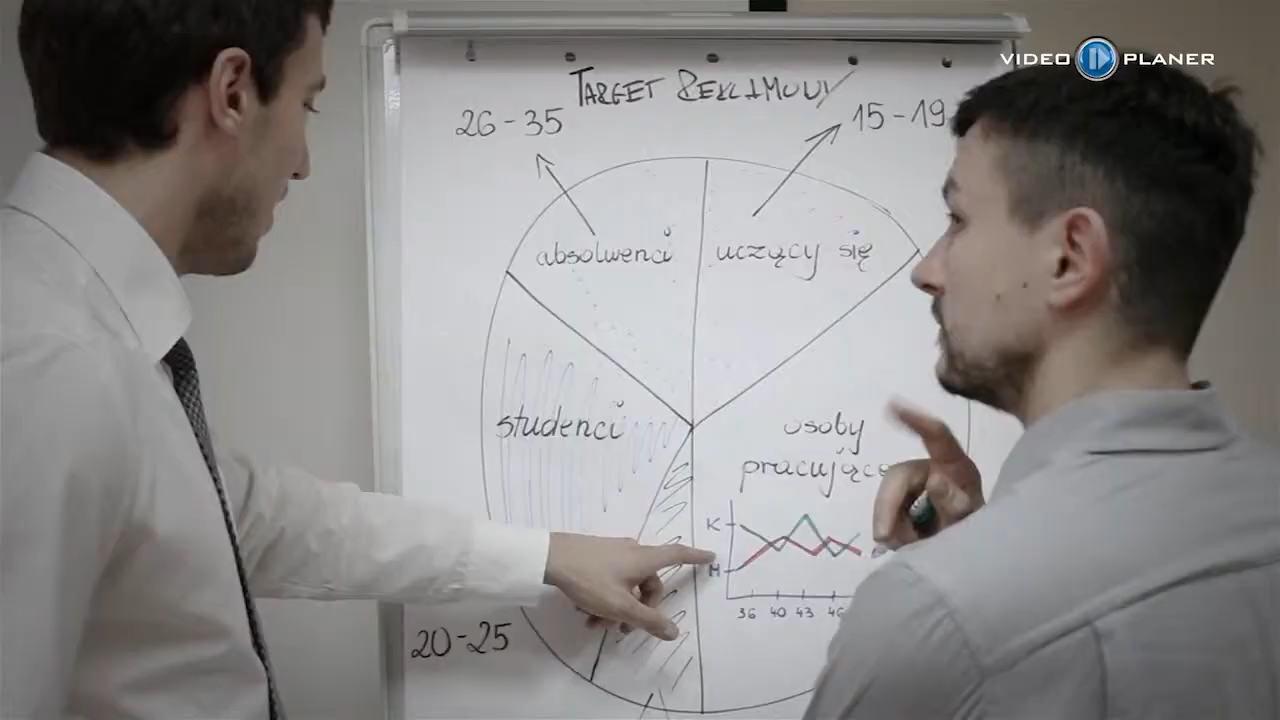 VIDEO PLANER
TARGET REKLAMOWY
26-35
15-19
absolwenci
uczący się
studenci
osoby
pracujące
K
M
36 40 43 46
20-25